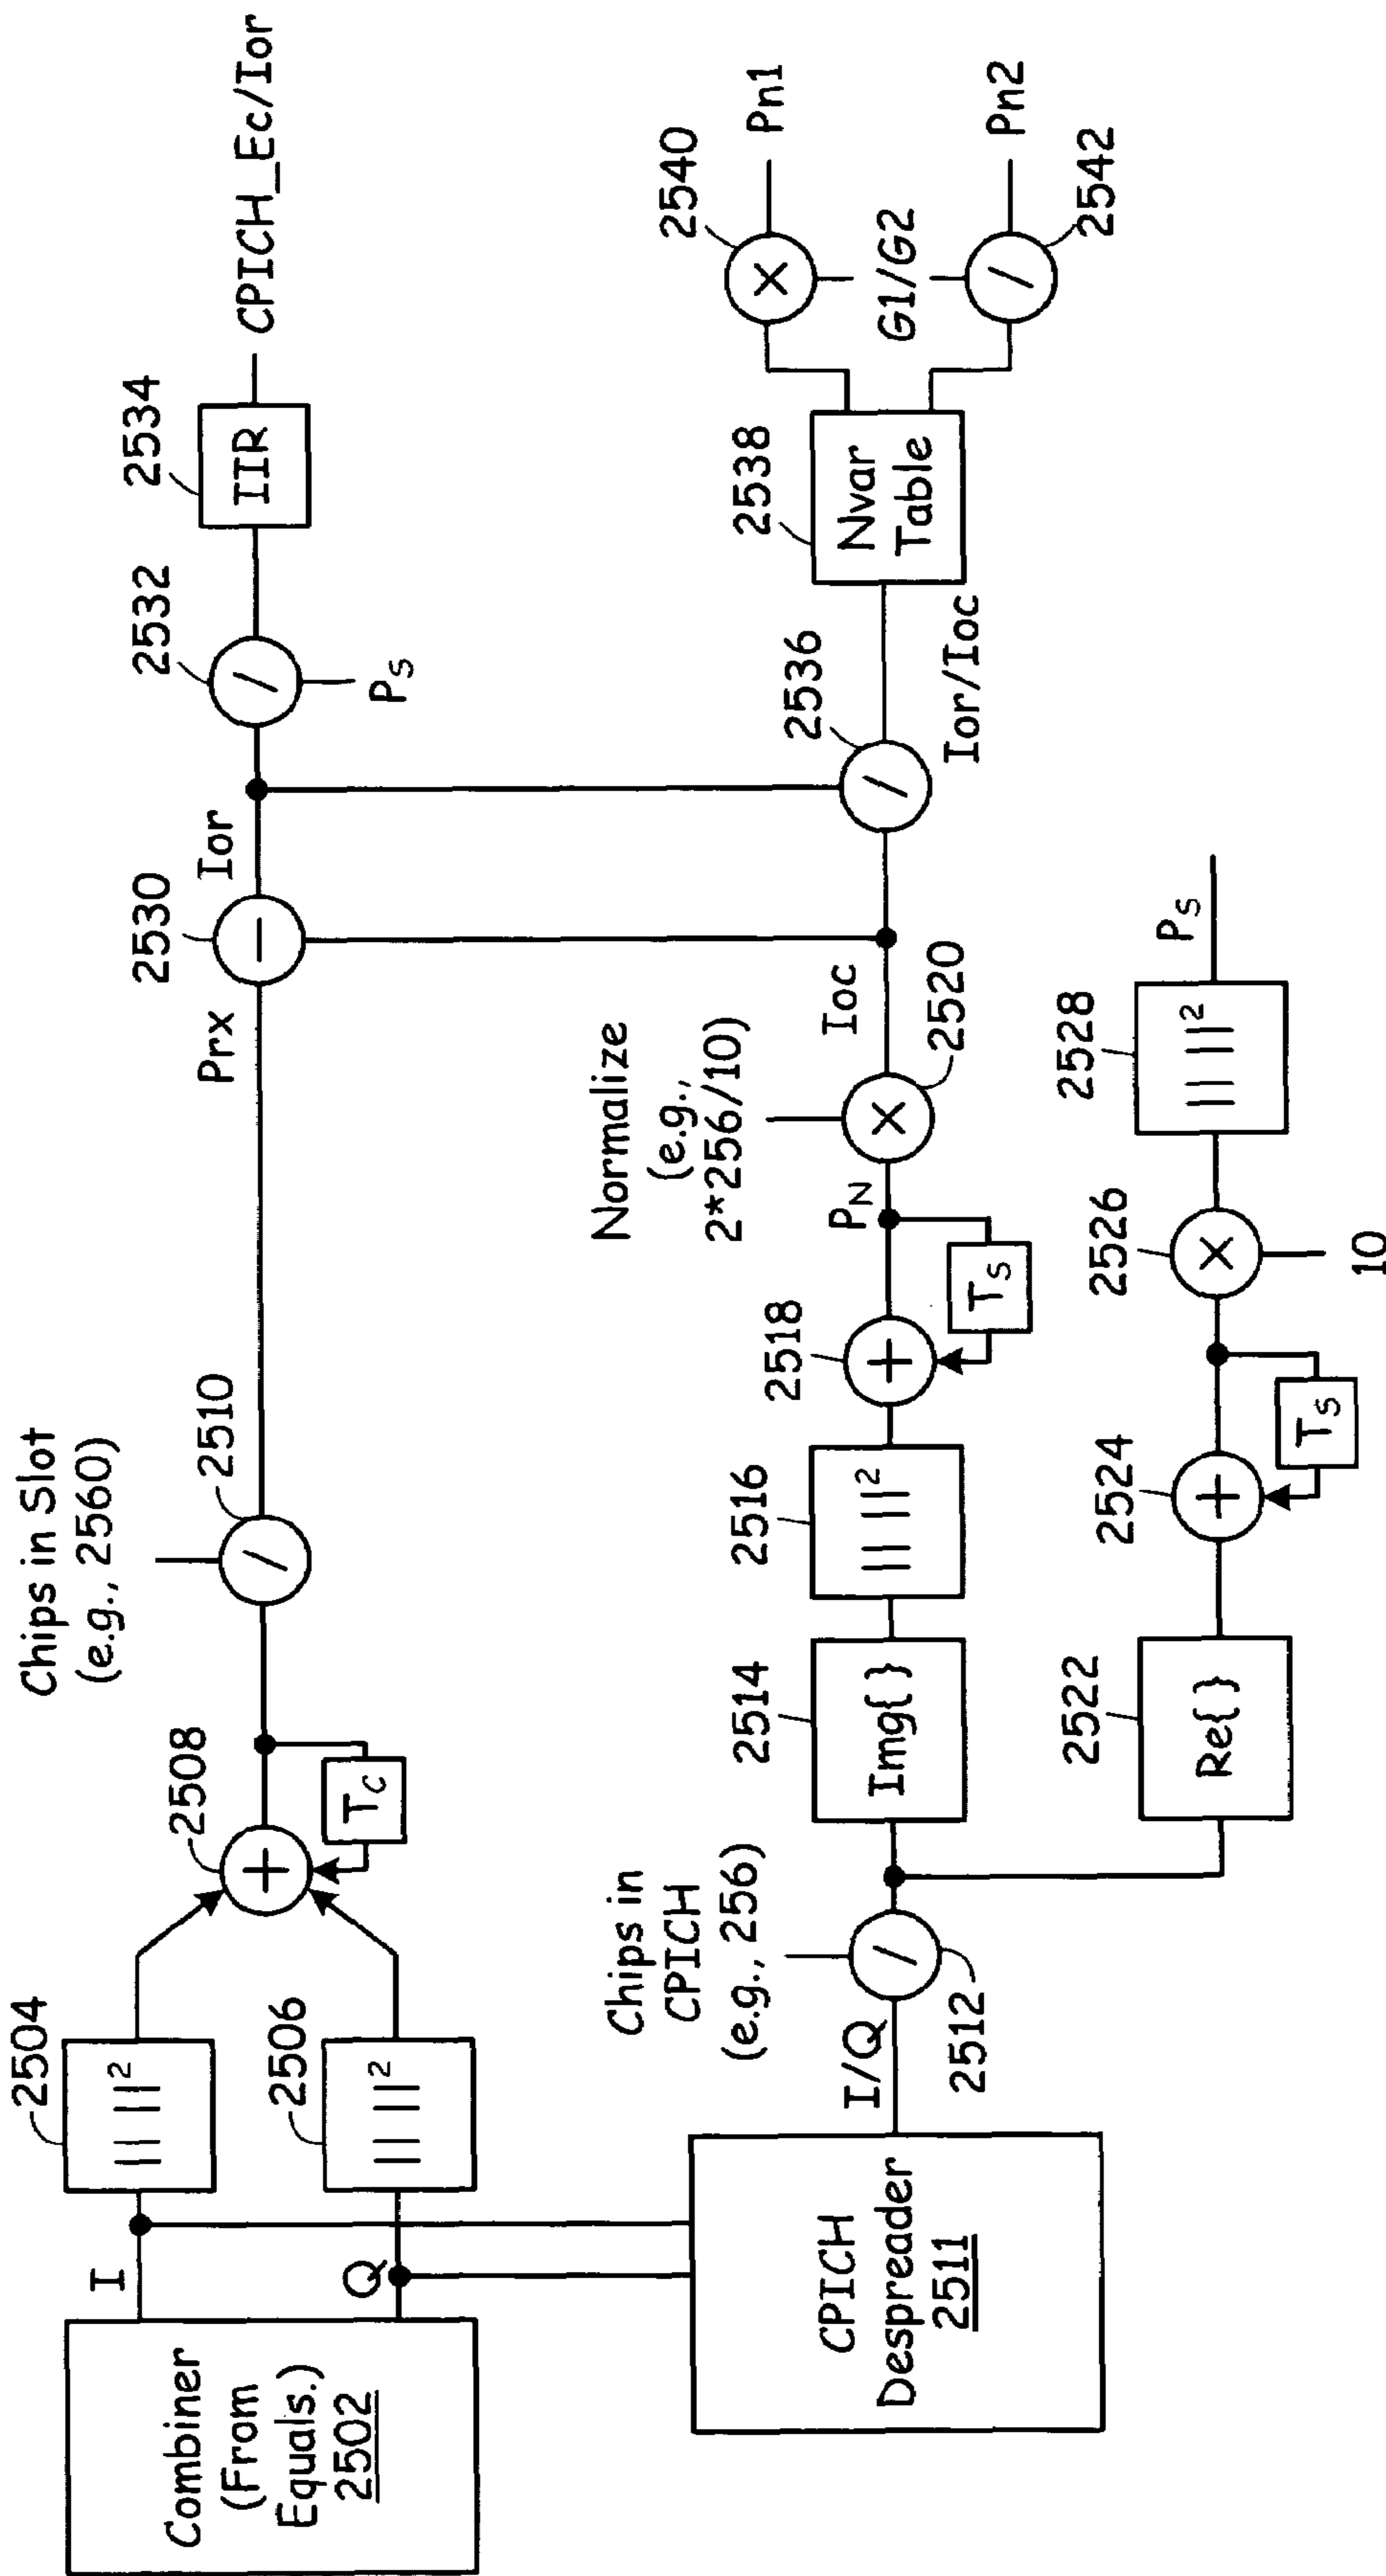 Combiner
(From
Equals.)
2502
I
Q
2504
|| ||²
2506
|| ||²
2508
+
Tc
Chips in Slot
(e.g., 2560)
2510
/
Prx
2530
−
Ior
2532
/
Ps
2534
IIR
CPICH_Ec/Ior
CPICH
Despreader
2511
I/Q
Chips in
CPICH
(e.g., 256)
2512
/
2514
Img{ }
2516
|| ||²
2518
+
Ts
PN
Normalize
(e.g.,
2*256/10)
2520
×
Ioc
2536
/
Ior/Ioc
2538
Nvar
Table
2540
×
Pn1
G1/G2
2542
/
Pn2
2522
Re{ }
2524
+
Ts
2526
×
10
2528
|| ||²
Ps